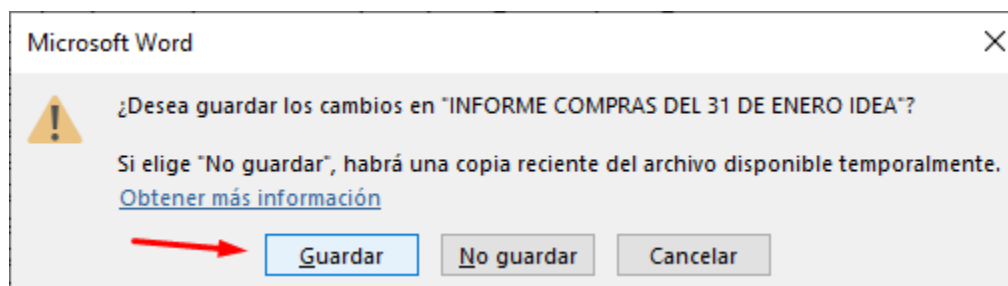 Microsoft Word
¿Desea guardar los cambios en "INFORME COMPRAS DEL 31 DE ENERO IDEA"?
Si elige "No guardar", habrá una copia reciente del archivo disponible temporalmente.
Obtener más información
Guardar No guardar Cancelar